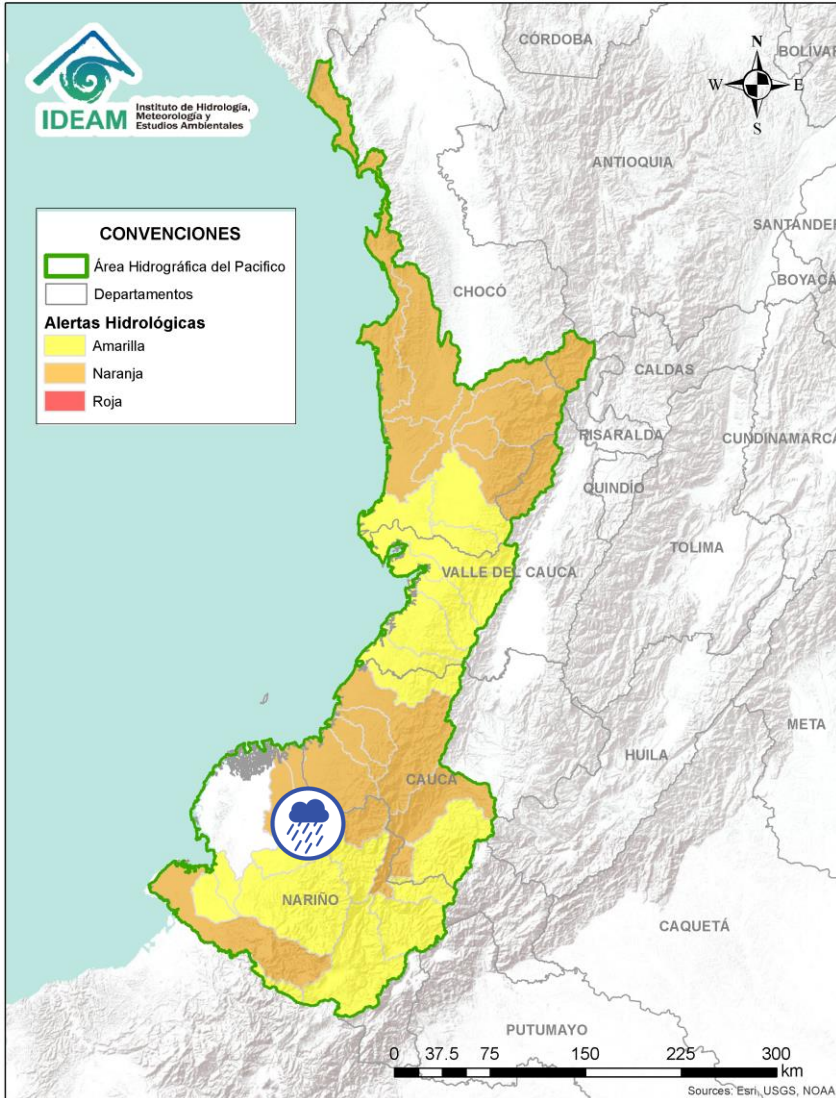 IDEAM
Instituto de Hidrología,
Meteorología y
Estudios Ambientales
CÓRDOBA
BOLÍVAR
N
W E
S
ANTIOQUIA
SANTANDER
BOYACÁ
CONVENCIONES
Área Hidrográfica del Pacifico
Departamentos
Alertas Hidrológicas
Amarilla
Naranja
Roja
CHOCÓ
CALDAS
RISARALDA
CUNDINAMARCA
QUINDÍO
TOLIMA
VALLE DEL CAUCA
META
HUILA
CAUCA
NARIÑO
CAQUETÁ
PUTUMAYO
0 37.5 75 150 225 300
km
Sources: Esri, USGS, NOAA